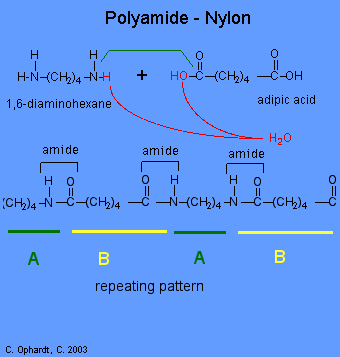 Polyamide - Nylon
H H O O
H-N-(CH₂)₄-N-H + HO-C-(CH₂)₄ -C-OH
1,6-diaminohexane adipic acid
H₂O
amide amide amide
H O O H H O O
(CH₂)₄-N-C-(CH₂)₄ -C-N-(CH₂)₄-N-C-(CH₂)₄ -C
A B A B
repeating pattern
C. Ophardt, C. 2003